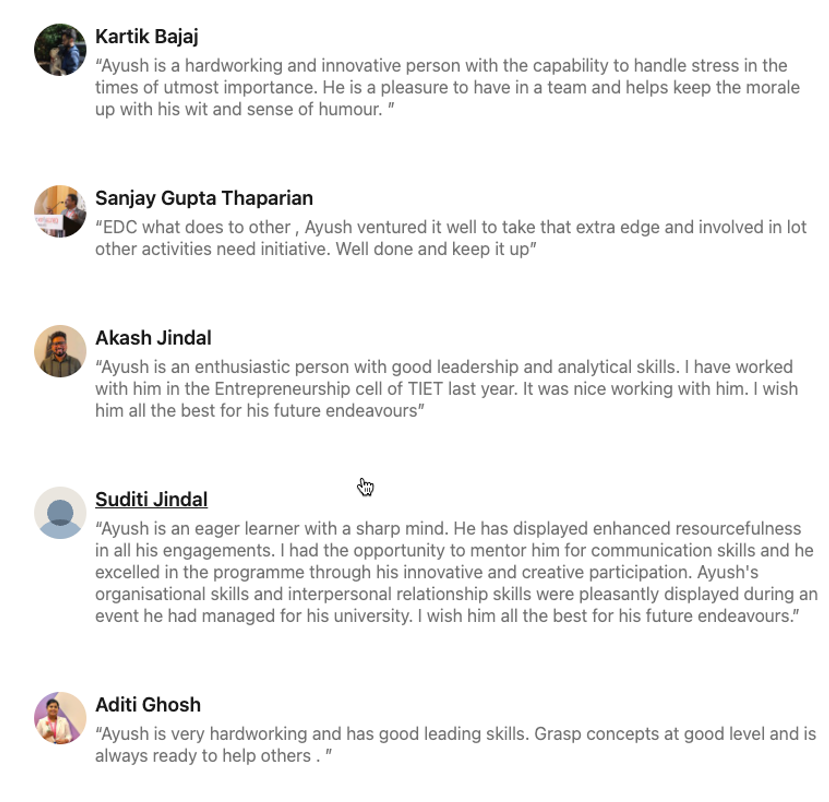 Kartik Bajaj
“Ayush is a hardworking and innovative person with the capability to handle stress in the
times of utmost importance. He is a pleasure to have in a team and helps keep the morale
up with his wit and sense of humour. ”
Sanjay Gupta Thaparian
“EDC what does to other , Ayush ventured it well to take that extra edge and involved in lot
other activities need initiative. Well done and keep it up”
Akash Jindal
“Ayush is an enthusiastic person with good leadership and analytical skills. I have worked
with him in the Entrepreneurship cell of TIET last year. It was nice working with him. I wish
him all the best for his future endeavours”
Suditi Jindal
“Ayush is an eager learner with a sharp mind. He has displayed enhanced resourcefulness
in all his engagements. I had the opportunity to mentor him for communication skills and he
excelled in the programme through his innovative and creative participation. Ayush's
organisational skills and interpersonal relationship skills were pleasantly displayed during an
event he had managed for his university. I wish him all the best for his future endeavours.”
Aditi Ghosh
“Ayush is very hardworking and has good leading skills. Grasp concepts at good level and is
always ready to help others . ”